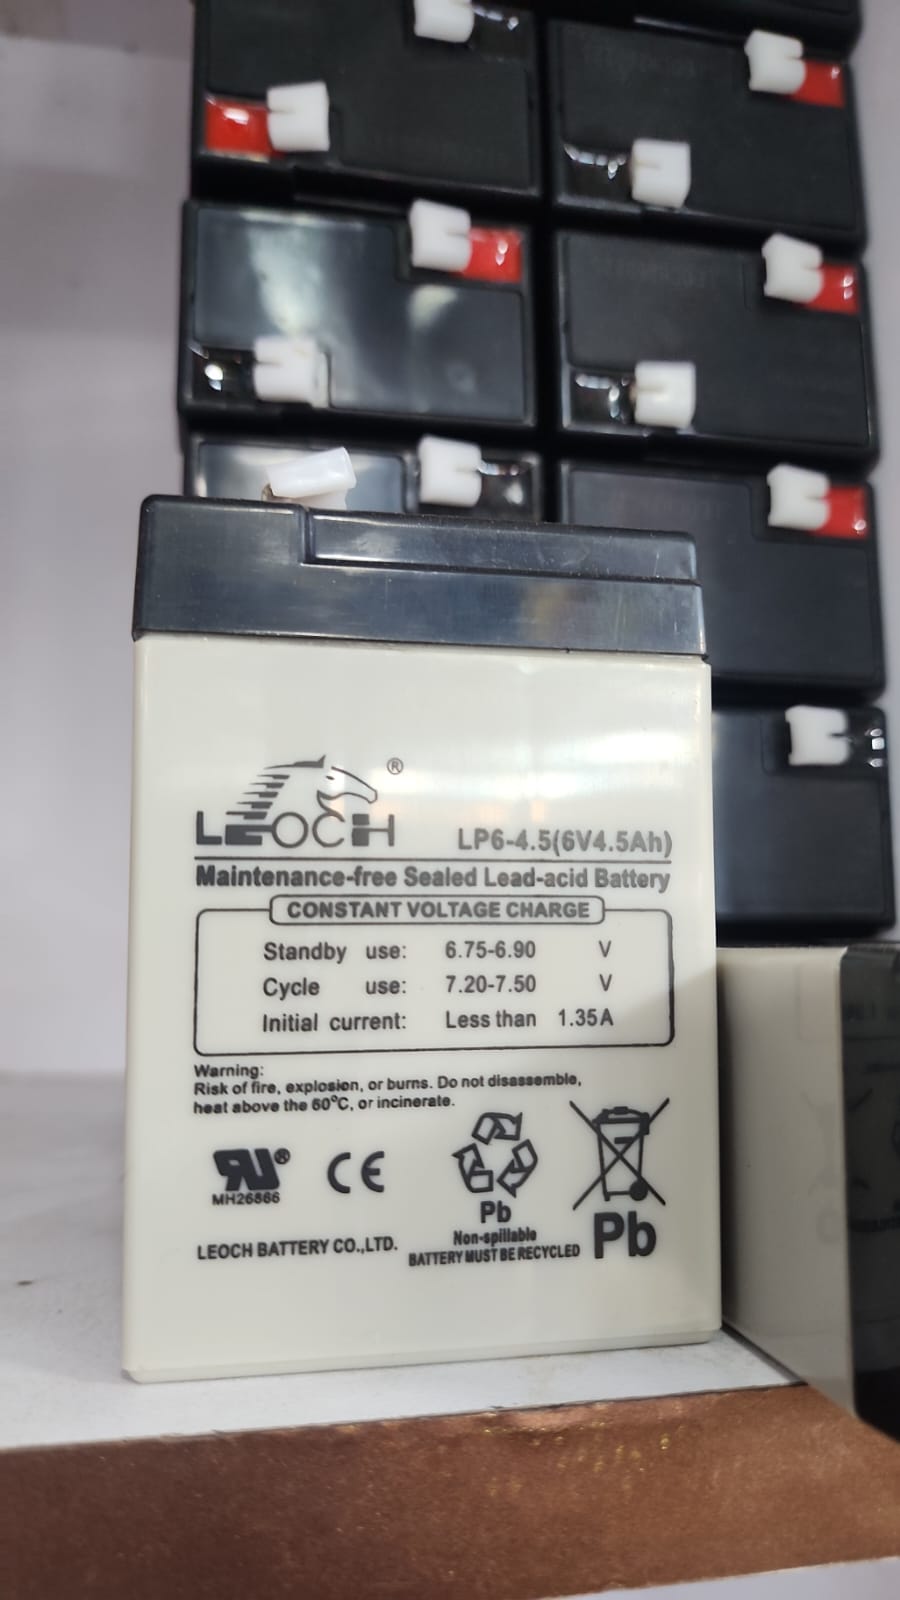 LEOCH ®
LP6-4.5(6V4.5Ah)
Maintenance-free Sealed Lead-acid Battery
CONSTANT VOLTAGE CHARGE
Standby use: 6.75-6.90 V
Cycle use: 7.20-7.50 V
Initial current: Less than 1.35A
Warning:
Risk of fire, explosion, or burns. Do not disassemble,
heat above the 60°C, or incinerate.
RU®
MH26866
CE
Pb
Non-spillable
BATTERY MUST BE RECYCLED
Pb
LEOCH BATTERY CO.,LTD.